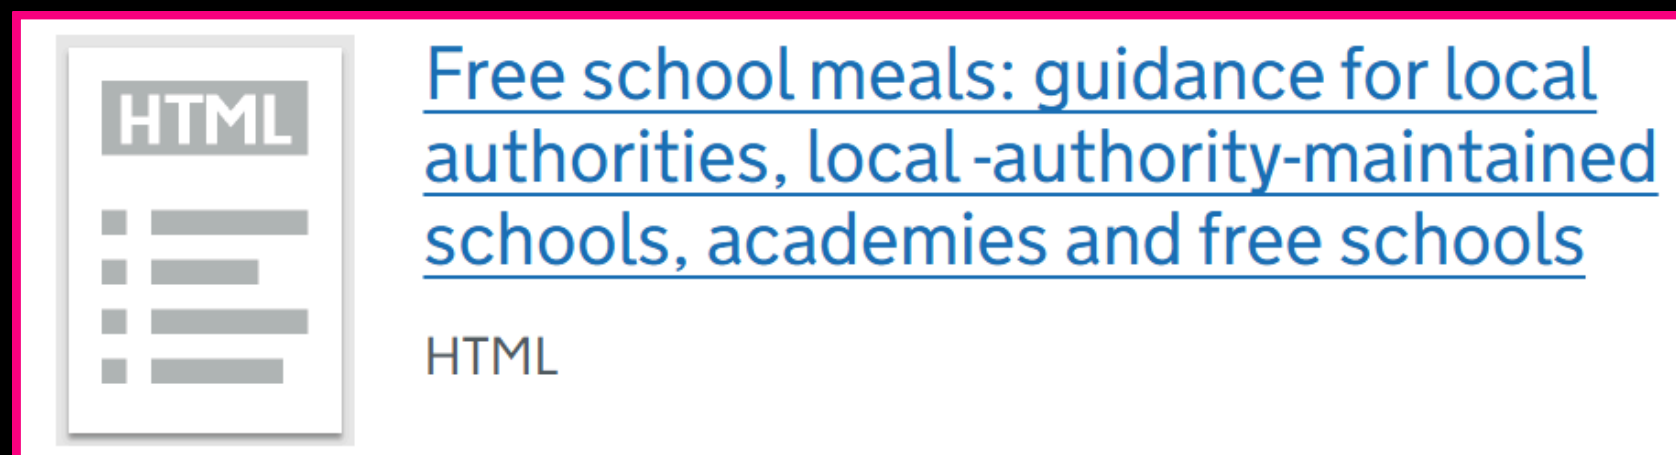 HTML
Free school meals: guidance for local
authorities, local -authority-maintained
schools, academies and free schools
HTML